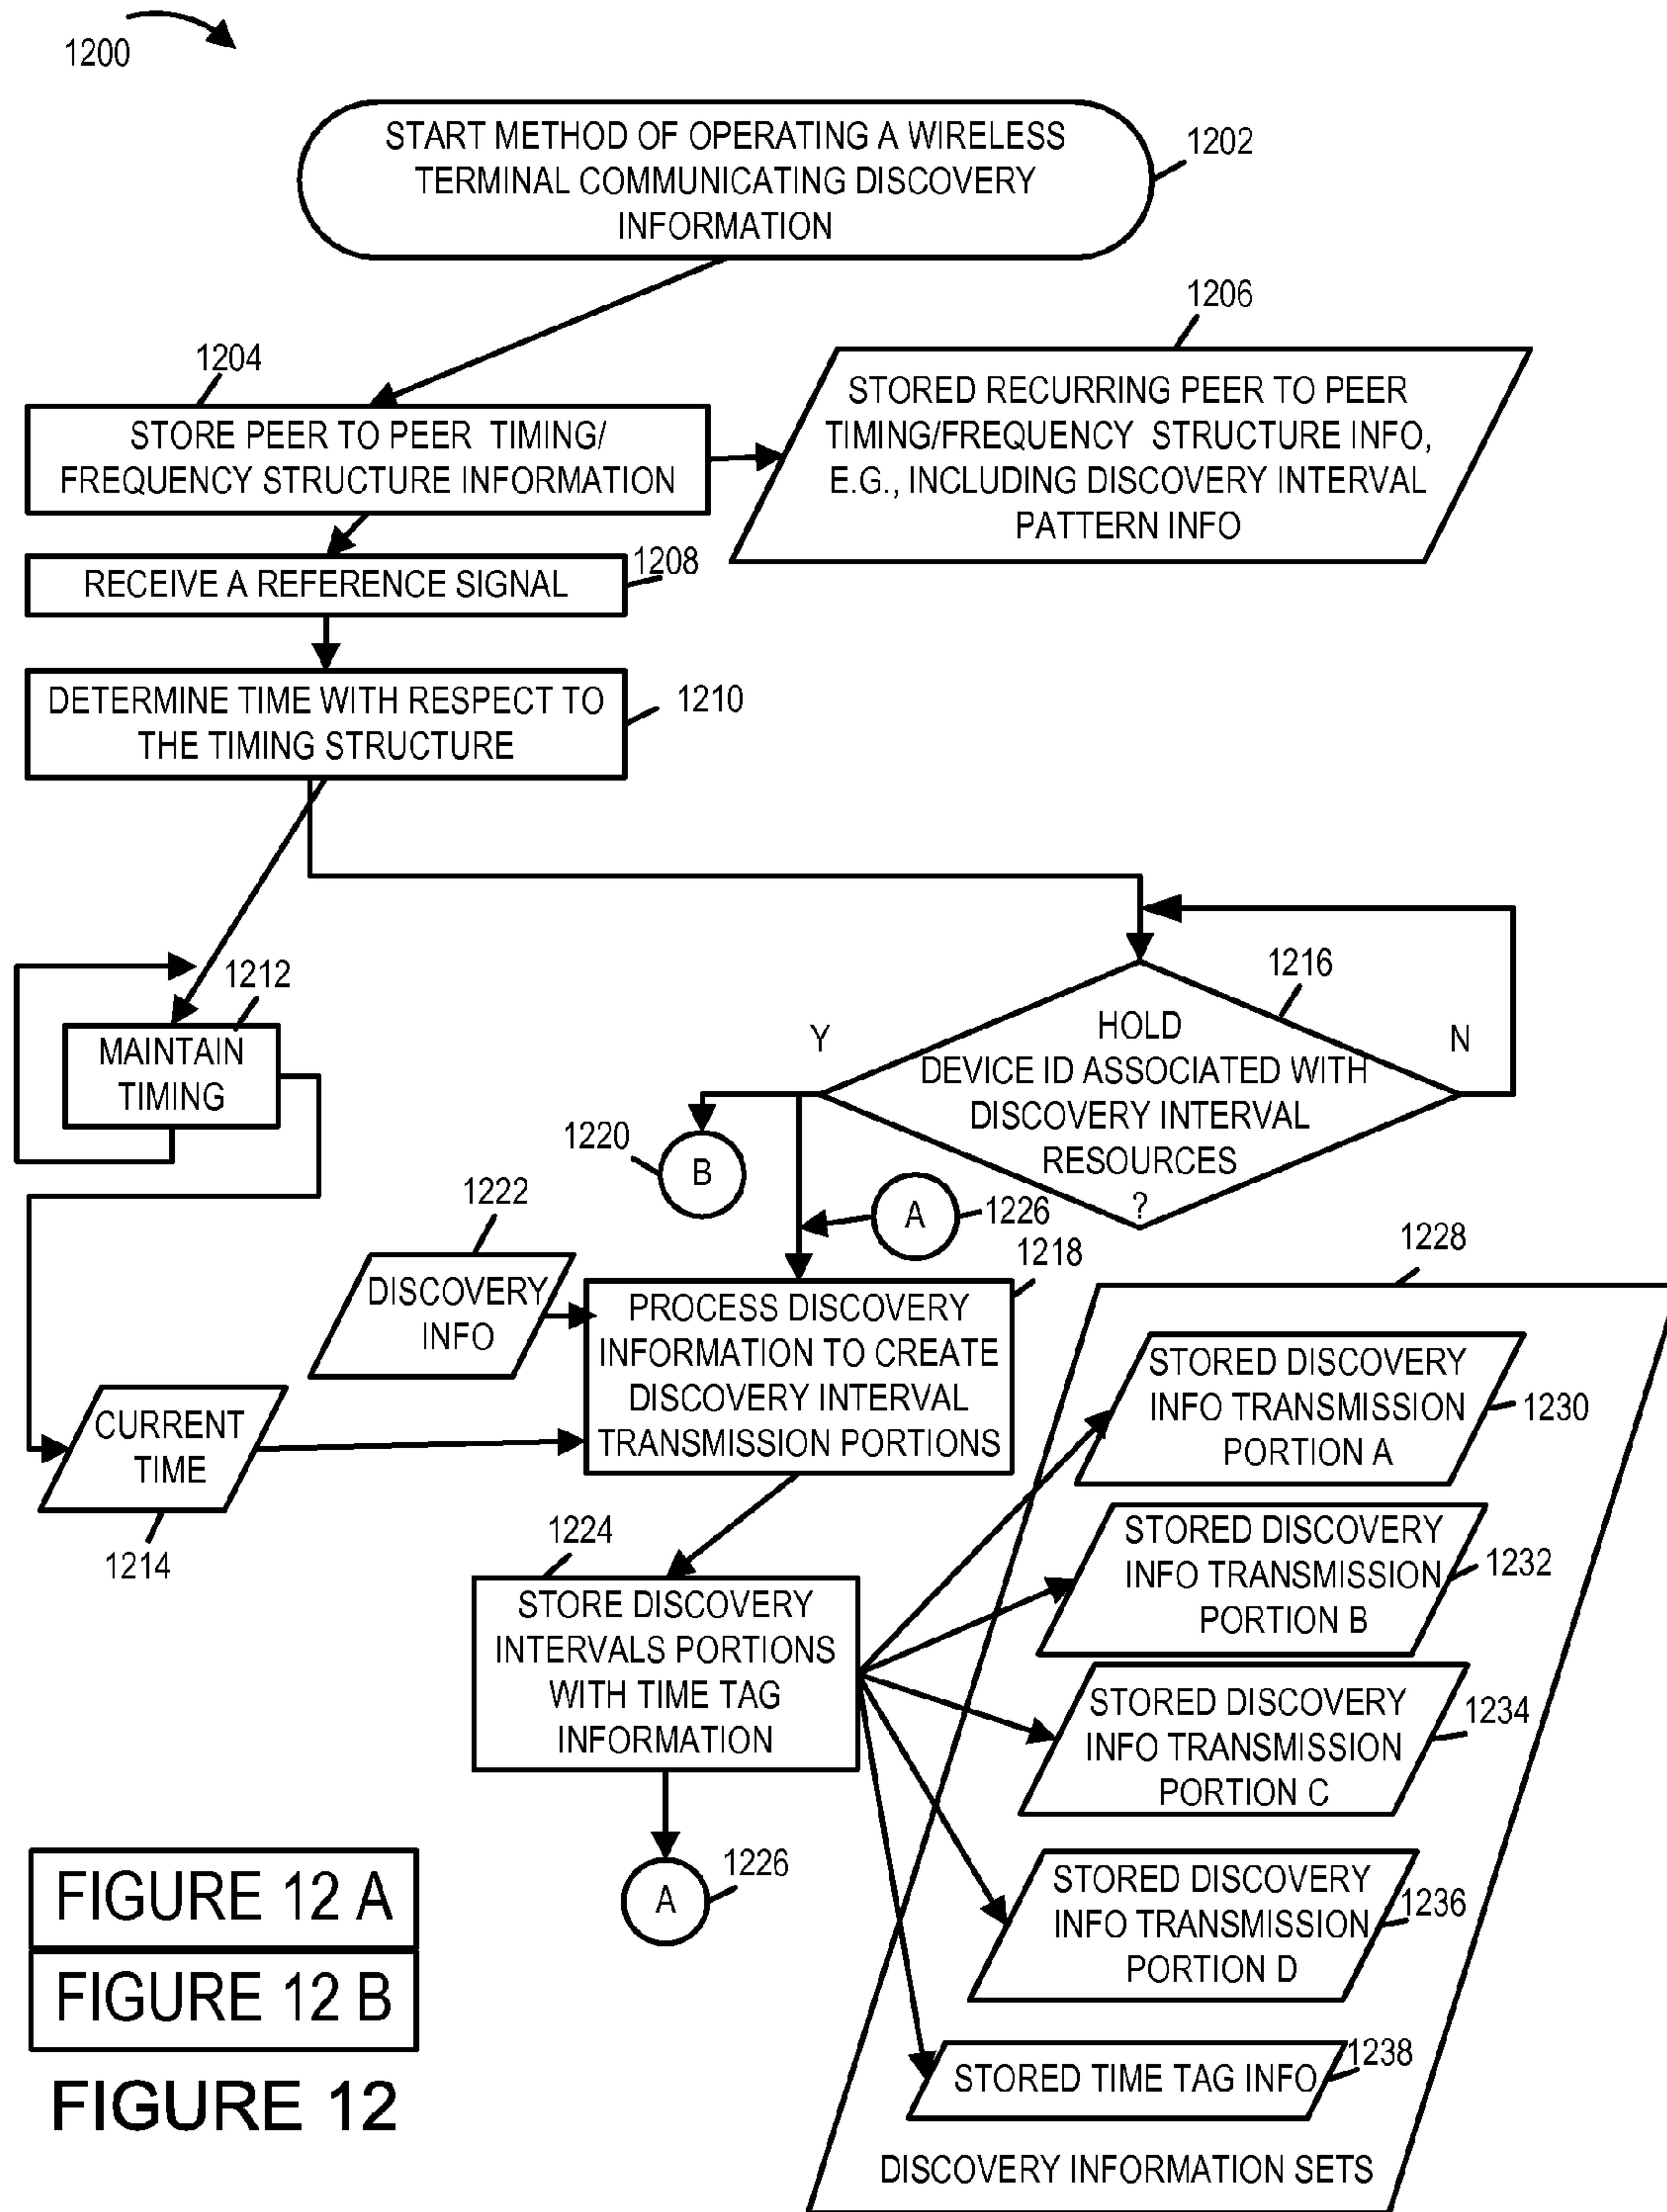 1200
START METHOD OF OPERATING A WIRELESS
TERMINAL COMMUNICATING DISCOVERY
INFORMATION
1202
1204
STORE PEER TO PEER TIMING/
FREQUENCY STRUCTURE INFORMATION
1206
STORED RECURRING PEER TO PEER
TIMING/FREQUENCY STRUCTURE INFO,
E.G., INCLUDING DISCOVERY INTERVAL
PATTERN INFO
RECEIVE A REFERENCE SIGNAL
1208
DETERMINE TIME WITH RESPECT TO
THE TIMING STRUCTURE
1210
1212
MAINTAIN
TIMING
1216
HOLD
DEVICE ID ASSOCIATED WITH
DISCOVERY INTERVAL
RESOURCES
?
Y
N
1220
B
A
1226
1222
DISCOVERY
INFO
1218
PROCESS DISCOVERY
INFORMATION TO CREATE
DISCOVERY INTERVAL
TRANSMISSION PORTIONS
CURRENT
TIME
1214
1224
STORE DISCOVERY
INTERVALS PORTIONS
WITH TIME TAG
INFORMATION
A
1226
1228
STORED DISCOVERY
INFO TRANSMISSION
PORTION A
1230
STORED DISCOVERY
INFO TRANSMISSION
PORTION B
1232
STORED DISCOVERY
INFO TRANSMISSION
PORTION C
1234
STORED DISCOVERY
INFO TRANSMISSION
PORTION D
1236
STORED TIME TAG INFO
1238
DISCOVERY INFORMATION SETS
FIGURE 12 A
FIGURE 12 B
FIGURE 12